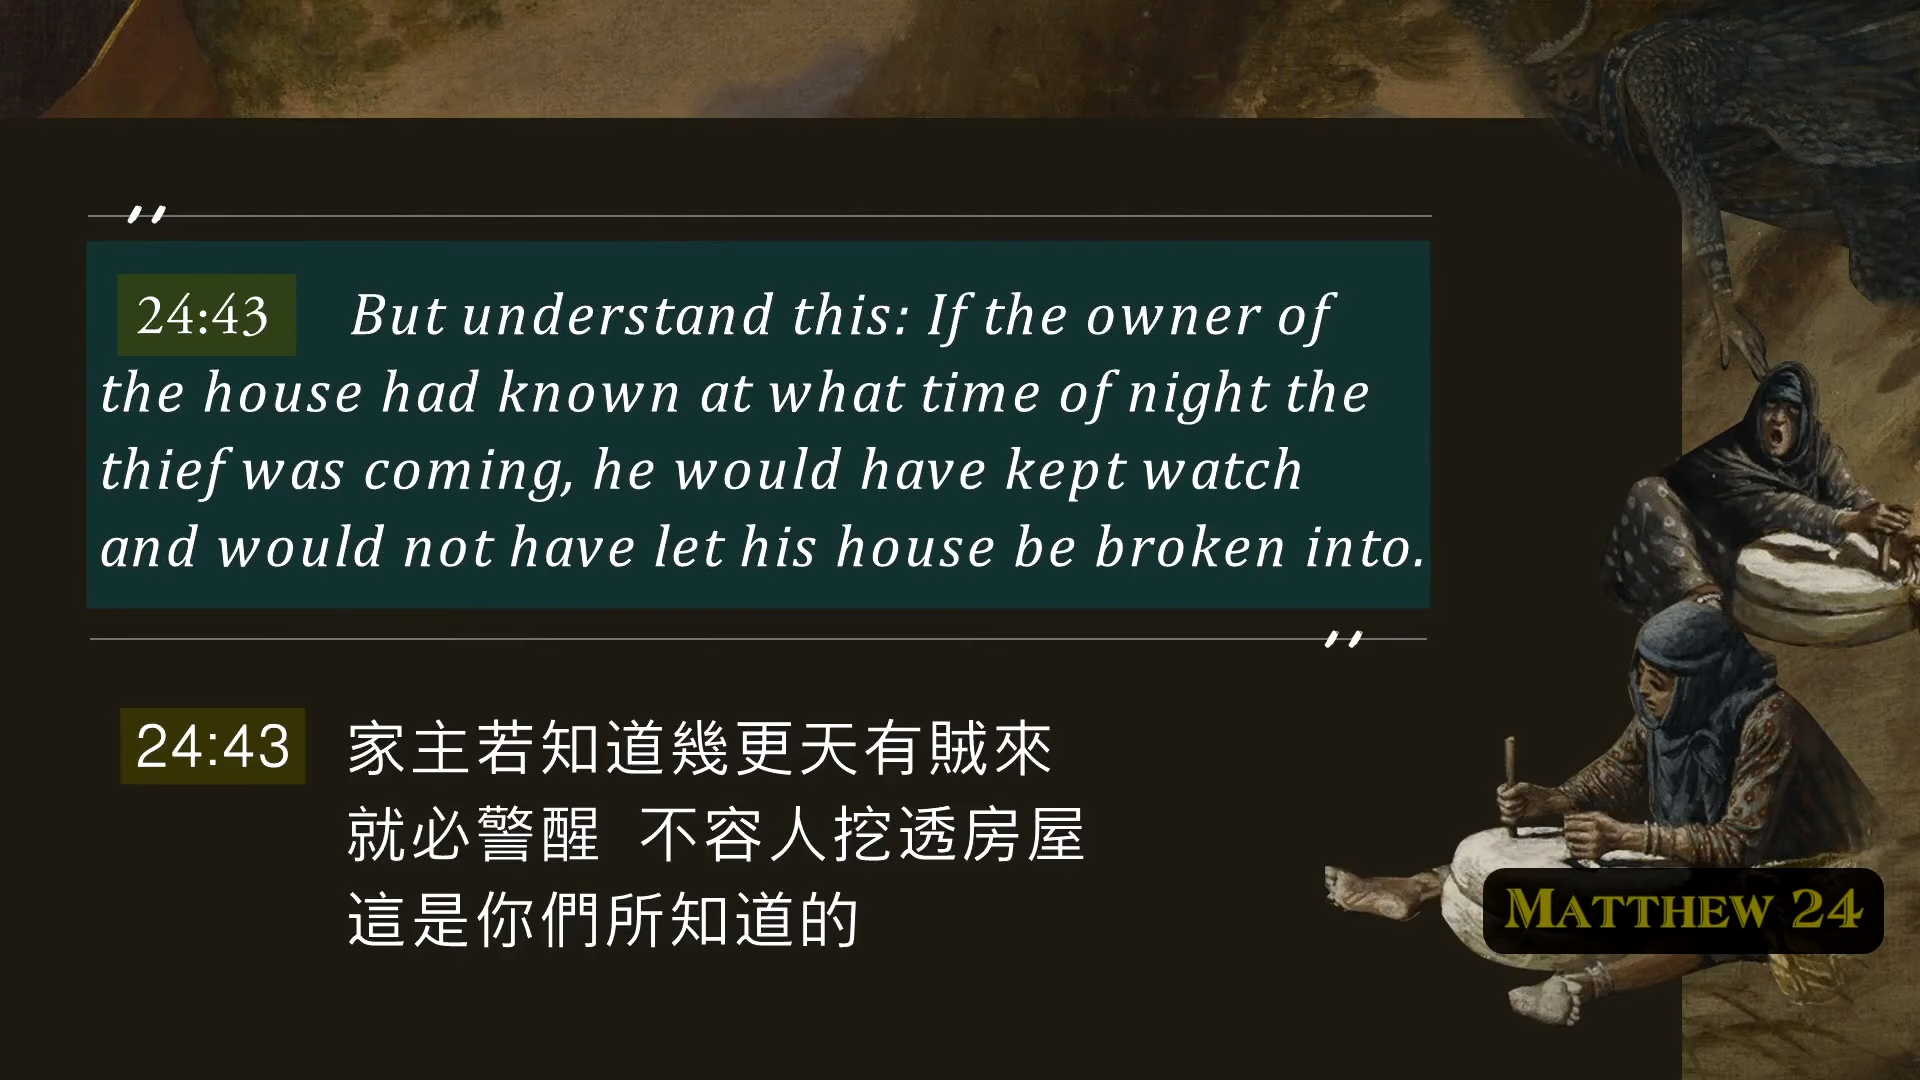 24:43 But understand this: If the owner of
the house had known at what time of night the
thief was coming, he would have kept watch
and would not have let his house be broken into.
24:43 家主若知道幾更天有賊來
就必警醒 不容人挖透房屋
這是你們所知道的
MATTHEW 24